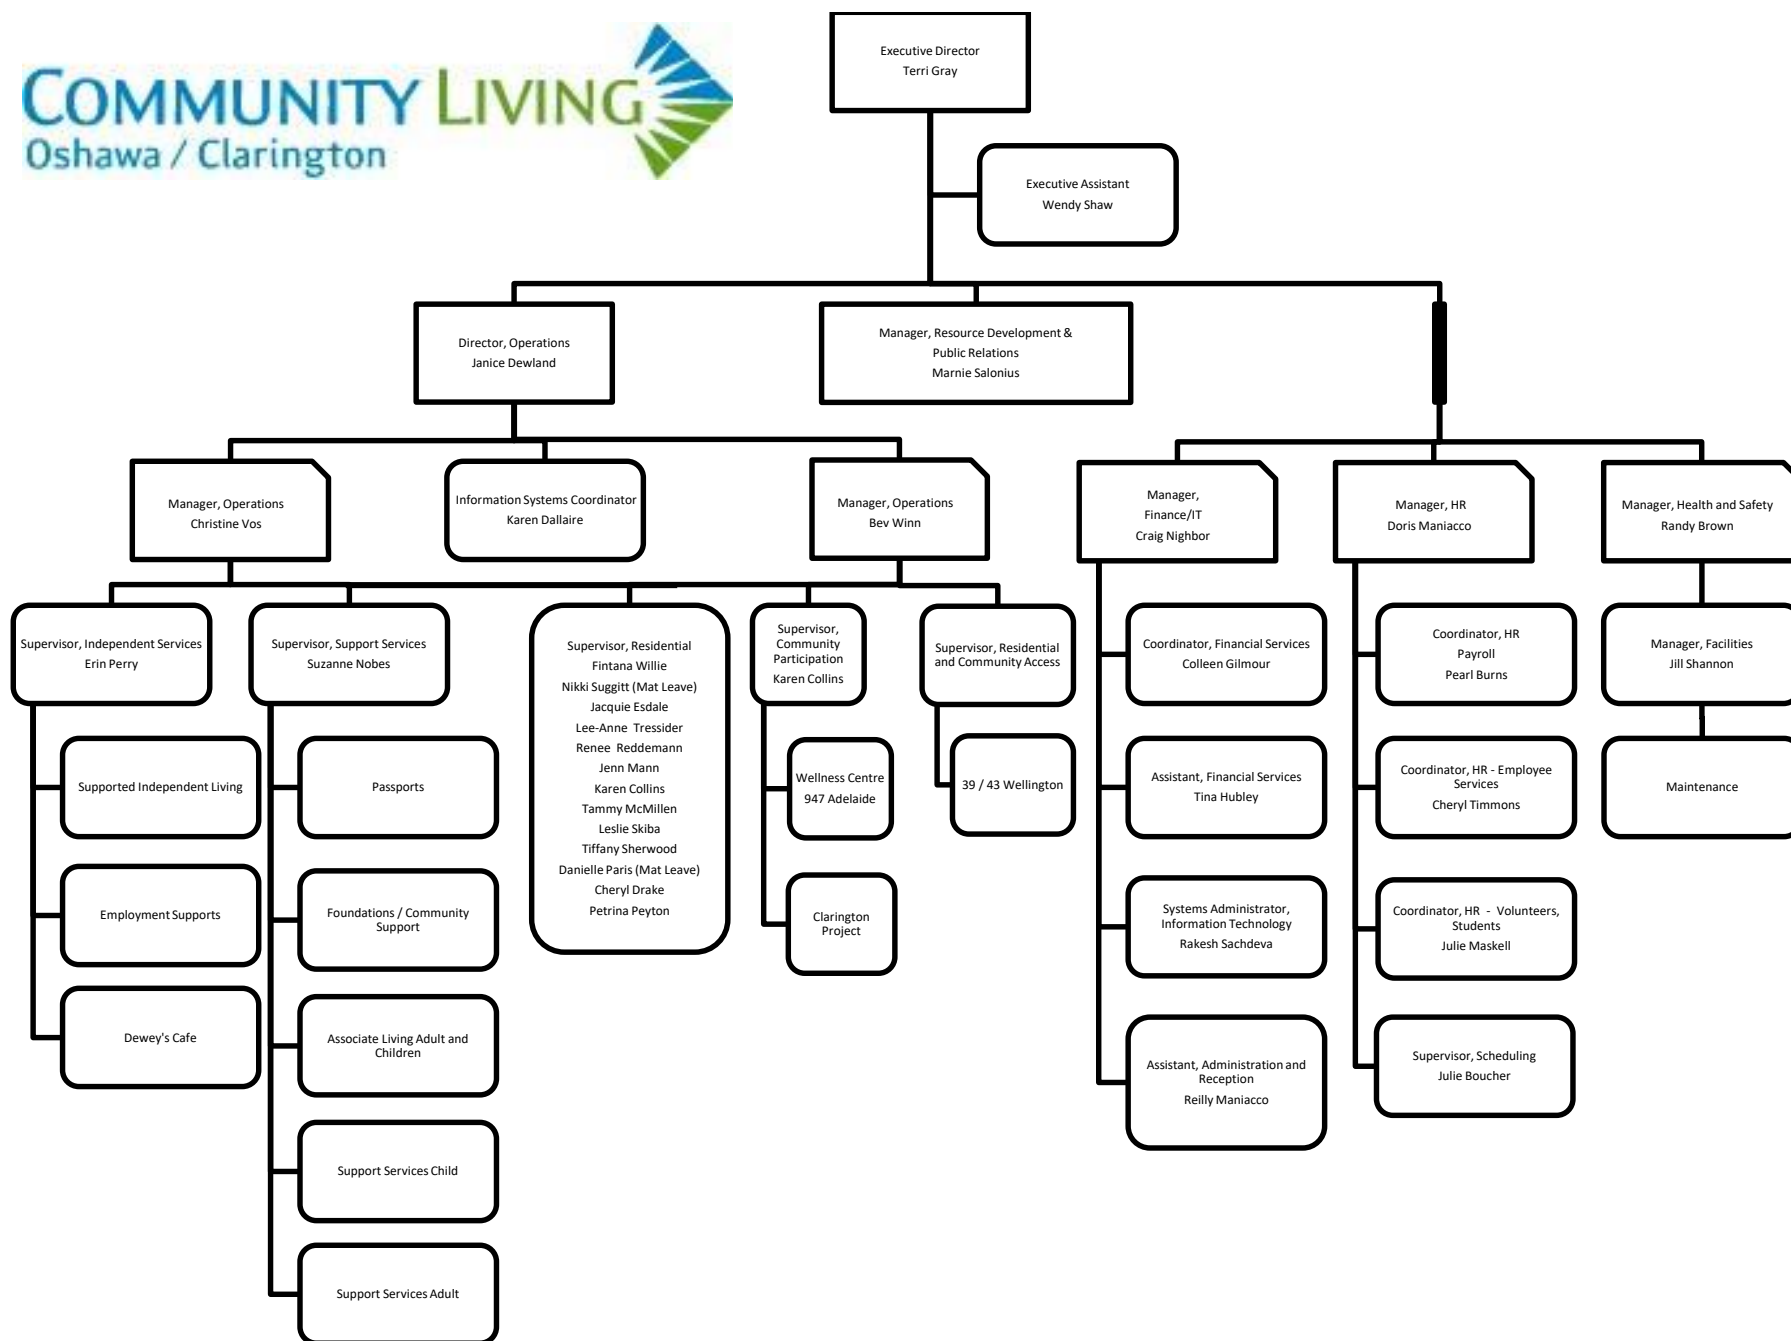 COMMUNITY LIVING
Oshawa / Clarington
Executive Director
Terri Gray
Executive Assistant
Wendy Shaw
Director, Operations
Janice Dewland
Manager, Resource Development &
Public Relations
Marnie Salonius
Manager, Operations
Christine Vos
Information Systems Coordinator
Karen Dallaire
Manager, Operations
Bev Winn
Manager,
Finance/IT
Craig Nighbor
Manager, HR
Doris Maniacco
Manager, Health and Safety
Randy Brown
Supervisor, Independent Services
Erin Perry
Supervisor, Support Services
Suzanne Nobes
Supervisor, Residential
Fintana Willie
Nikki Suggitt (Mat Leave)
Jacquie Esdale
Lee-Anne Tressider
Renee Reddemann
Jenn Mann
Karen Collins
Tammy McMillen
Leslie Skiba
Tiffany Sherwood
Danielle Paris (Mat Leave)
Cheryl Drake
Petrina Peyton
Supervisor,
Community
Participation
Karen Collins
Supervisor, Residential
and Community Access
Coordinator, Financial Services
Colleen Gilmour
Coordinator, HR
Payroll
Pearl Burns
Manager, Facilities
Jill Shannon
Supported Independent Living
Passports
Wellness Centre
947 Adelaide
39 / 43 Wellington
Assistant, Financial Services
Tina Hubley
Coordinator, HR - Employee
Services
Cheryl Timmons
Maintenance
Employment Supports
Foundations / Community
Support
Clarington
Project
Systems Administrator,
Information Technology
Rakesh Sachdeva
Coordinator, HR - Volunteers,
Students
Julie Maskell
Dewey's Cafe
Associate Living Adult and
Children
Assistant, Administration and
Reception
Reilly Maniacco
Supervisor, Scheduling
Julie Boucher
Support Services Child
Support Services Adult